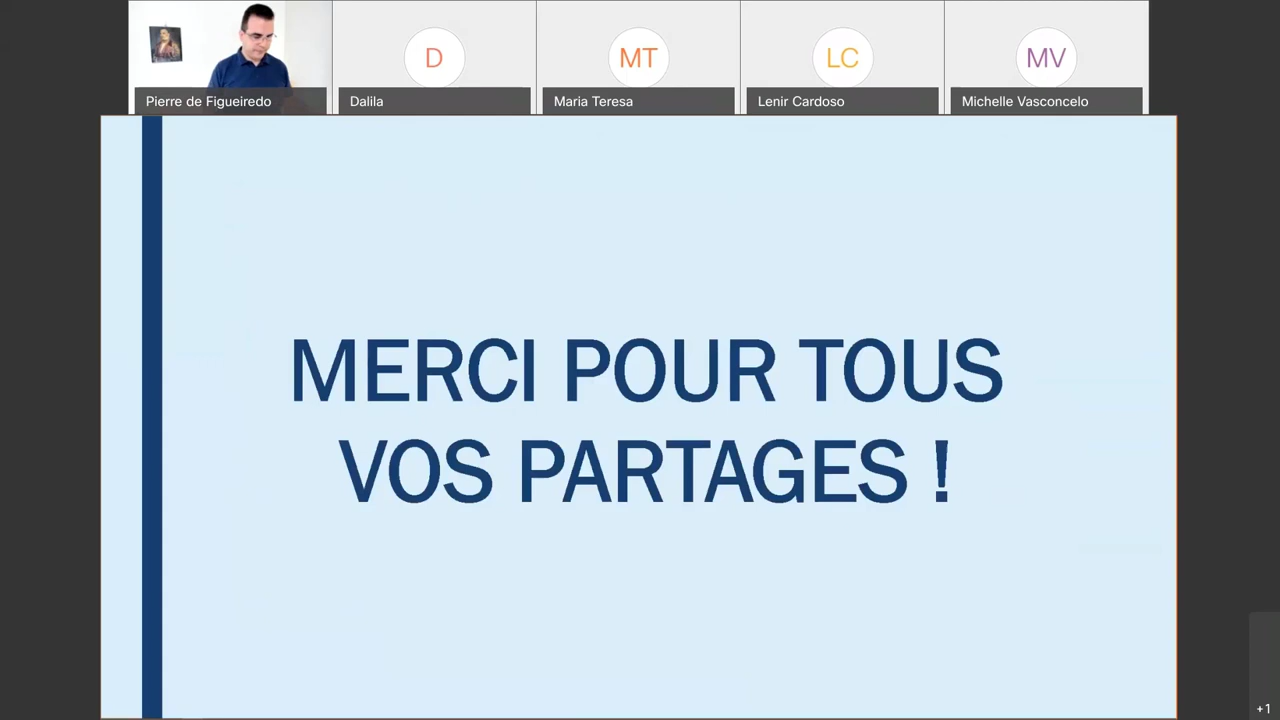 Pierre de Figueiredo
D
Dalila
MT
Maria Teresa
LC
Lenir Cardoso
MV
Michelle Vasconcelo
MERCI POUR TOUS
VOS PARTAGES !
+1